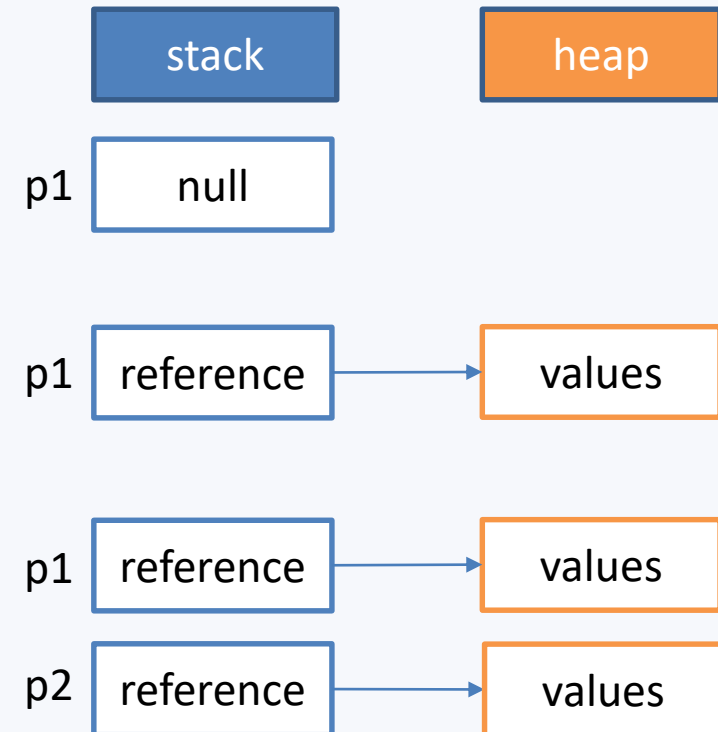 stack heap
p1 null
p1 reference values
p1 reference values
p2 reference values